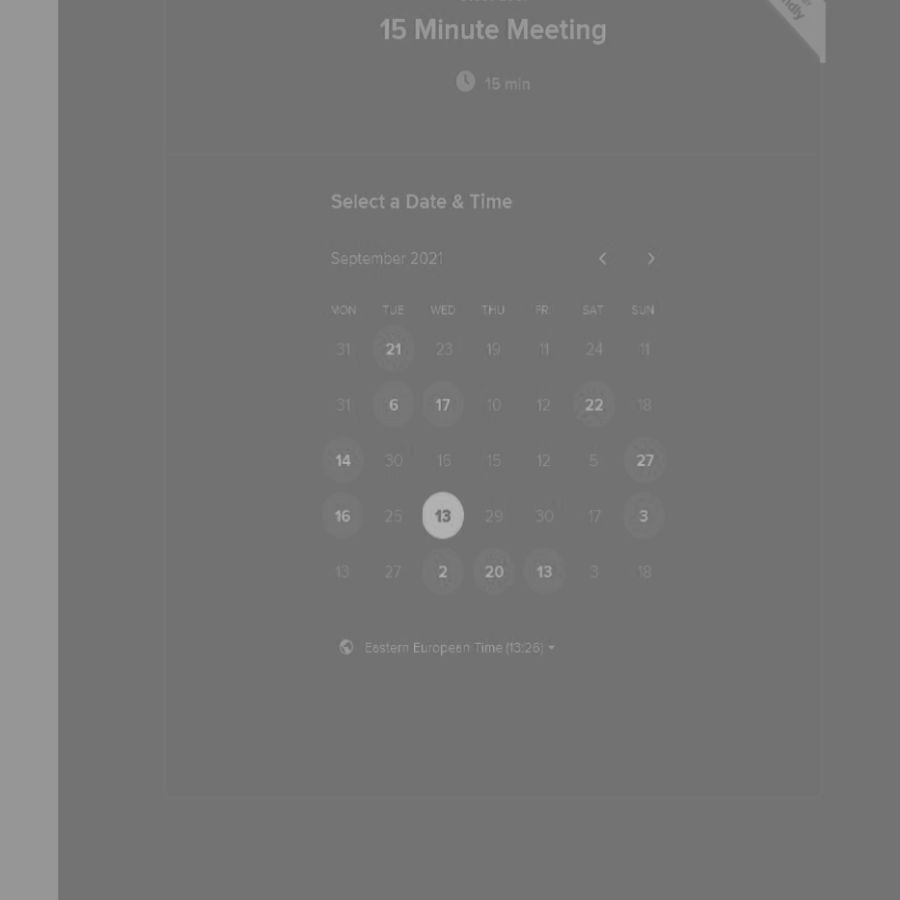 15 Minute Meeting
15 min
Select a Date & Time
September 2021
MON TUE WED THU FRI SAT SUN
31 21 23 19 11 24 11
31 6 17 10 12 22 18
14 30 16 15 12 5 27
16 25 13 29 30 17 3
13 27 2 20 13 3 18
Eastern European Time (13:26)